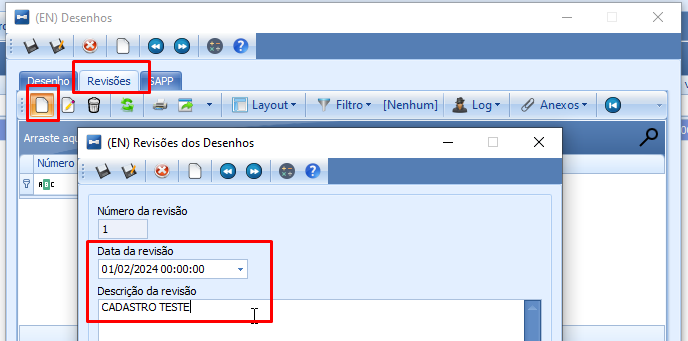 (EN) Desenhos
Desenho Revisões SAPP
Layout Filtro [Nenhum] Log Anexos
Arraste aqu
Número
ABC
(EN) Revisões dos Desenhos
Número da revisão
1
Data da revisão
01/02/2024 00:00:00
Descrição da revisão
CADASTRO TESTE